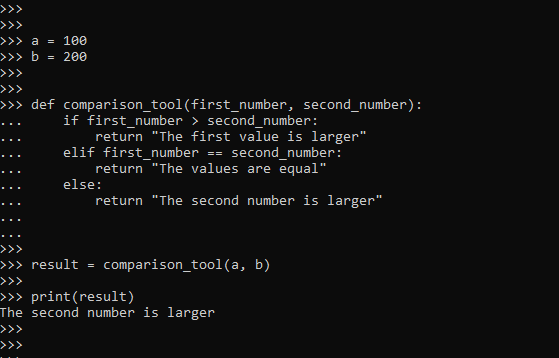 >>>
>>>
>>> a = 100
>>> b = 200
>>>
>>>
>>> def comparison_tool(first_number, second_number):
...     if first_number > second_number:
...         return "The first value is larger"
...     elif first_number == second_number:
...         return "The values are equal"
...     else:
...         return "The second number is larger"
...
...
>>>
>>> result = comparison_tool(a, b)
>>>
>>> print(result)
The second number is larger
>>>
>>>